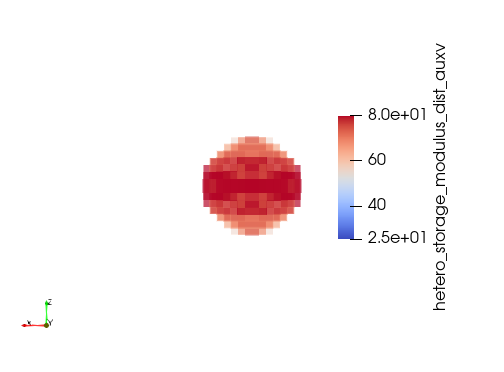 8.0e+01
60
40
2.5e+01
hetero_storage_modulus_dist_auxv
Z
X
Y